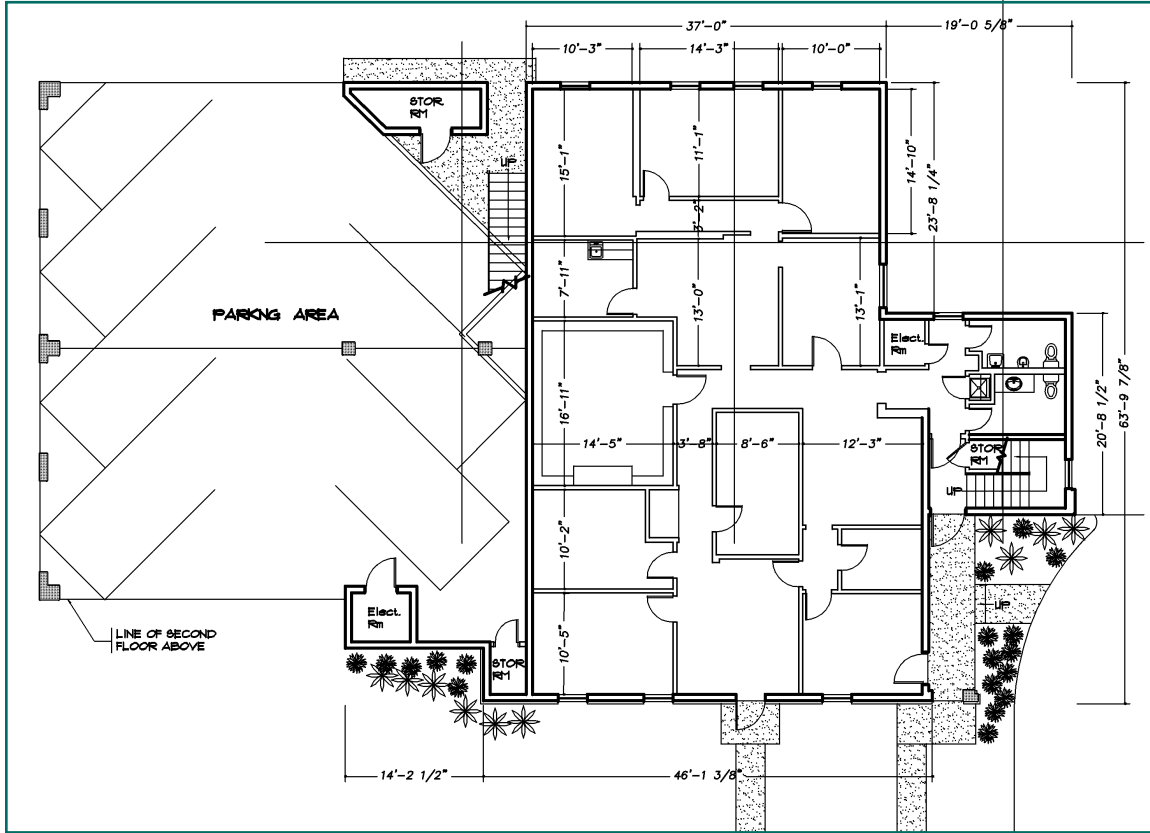 37'-0"
19'-0 5/8"
10'-3"
14'-3"
10'-0"
STOR
RM
UP
15'-1"
11'-1"
14'-10"
23'-8 1/4"
3'-2"
7'-11"
13'-0"
13'-1"
PARKNG AREA
Elect.
Rm
16'-11"
20'-8 1/2"
63'-9 7/8"
14'-5"
3'-8"
8'-6"
12'-3"
STOR
RM
UP
10'-2"
UP
Elect.
Rm
LINE OF SECOND
FLOOR ABOVE
10'-5"
STOR
RM
14'-2 1/2"
46'-1 3/8"